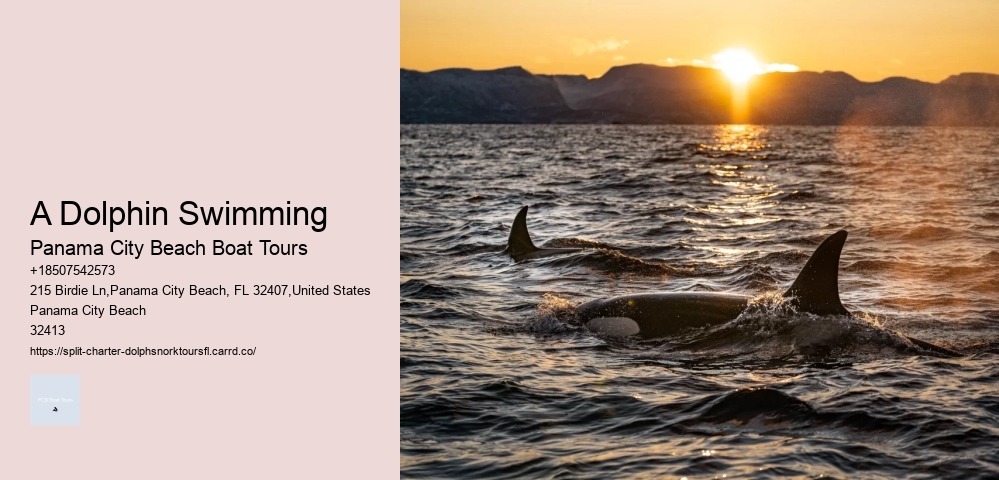 A Dolphin Swimming
Panama City Beach Boat Tours
+18507542573
215 Birdie Ln,Panama City Beach, FL 32407,United States
Panama City Beach
32413
https://split-charter-dolphsnorktoursfl.carrd.co/